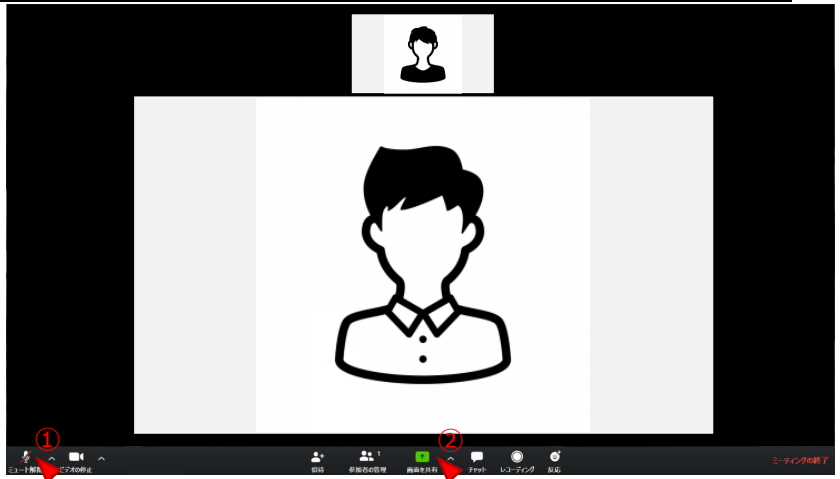 ①
②
1
ミュート解除
ビデオの停止
招待
参加者の管理
画面を共有
チャット
レコーディング
反応
ミーティングの終了